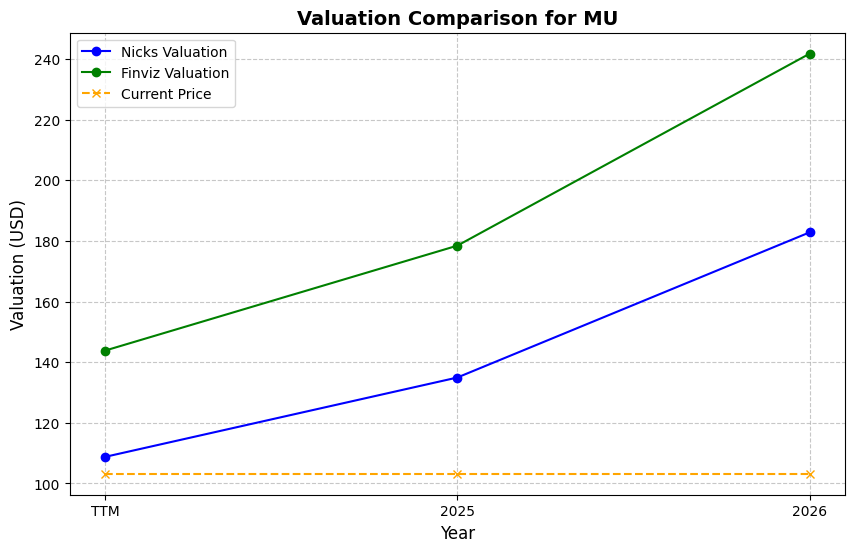 Valuation Comparison for MU
Nicks Valuation
Finviz Valuation
Current Price
Valuation (USD)
240
220
200
180
160
140
120
100
TTM
2025
2026
Year